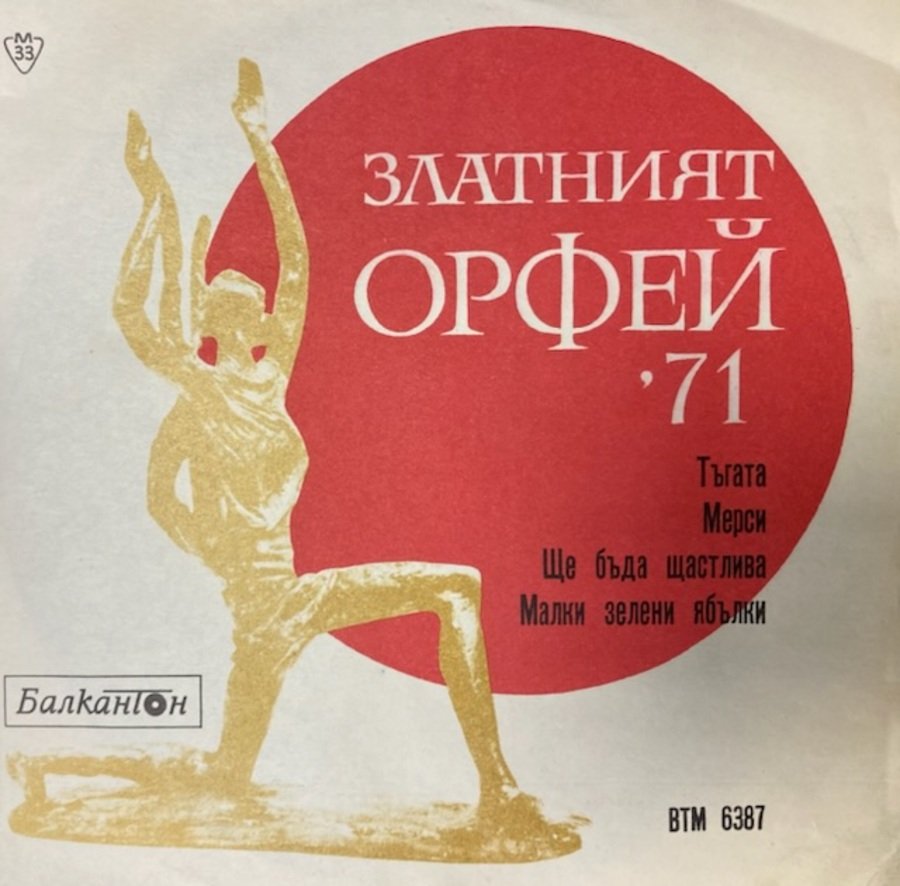 М
33
ЗЛАТНИЯТ
ОРФЕЙ
’71
Тъгата
Мерси
Ще бъда щастлива
Малки зелени ябълки
Балкантон
ВТМ 6387